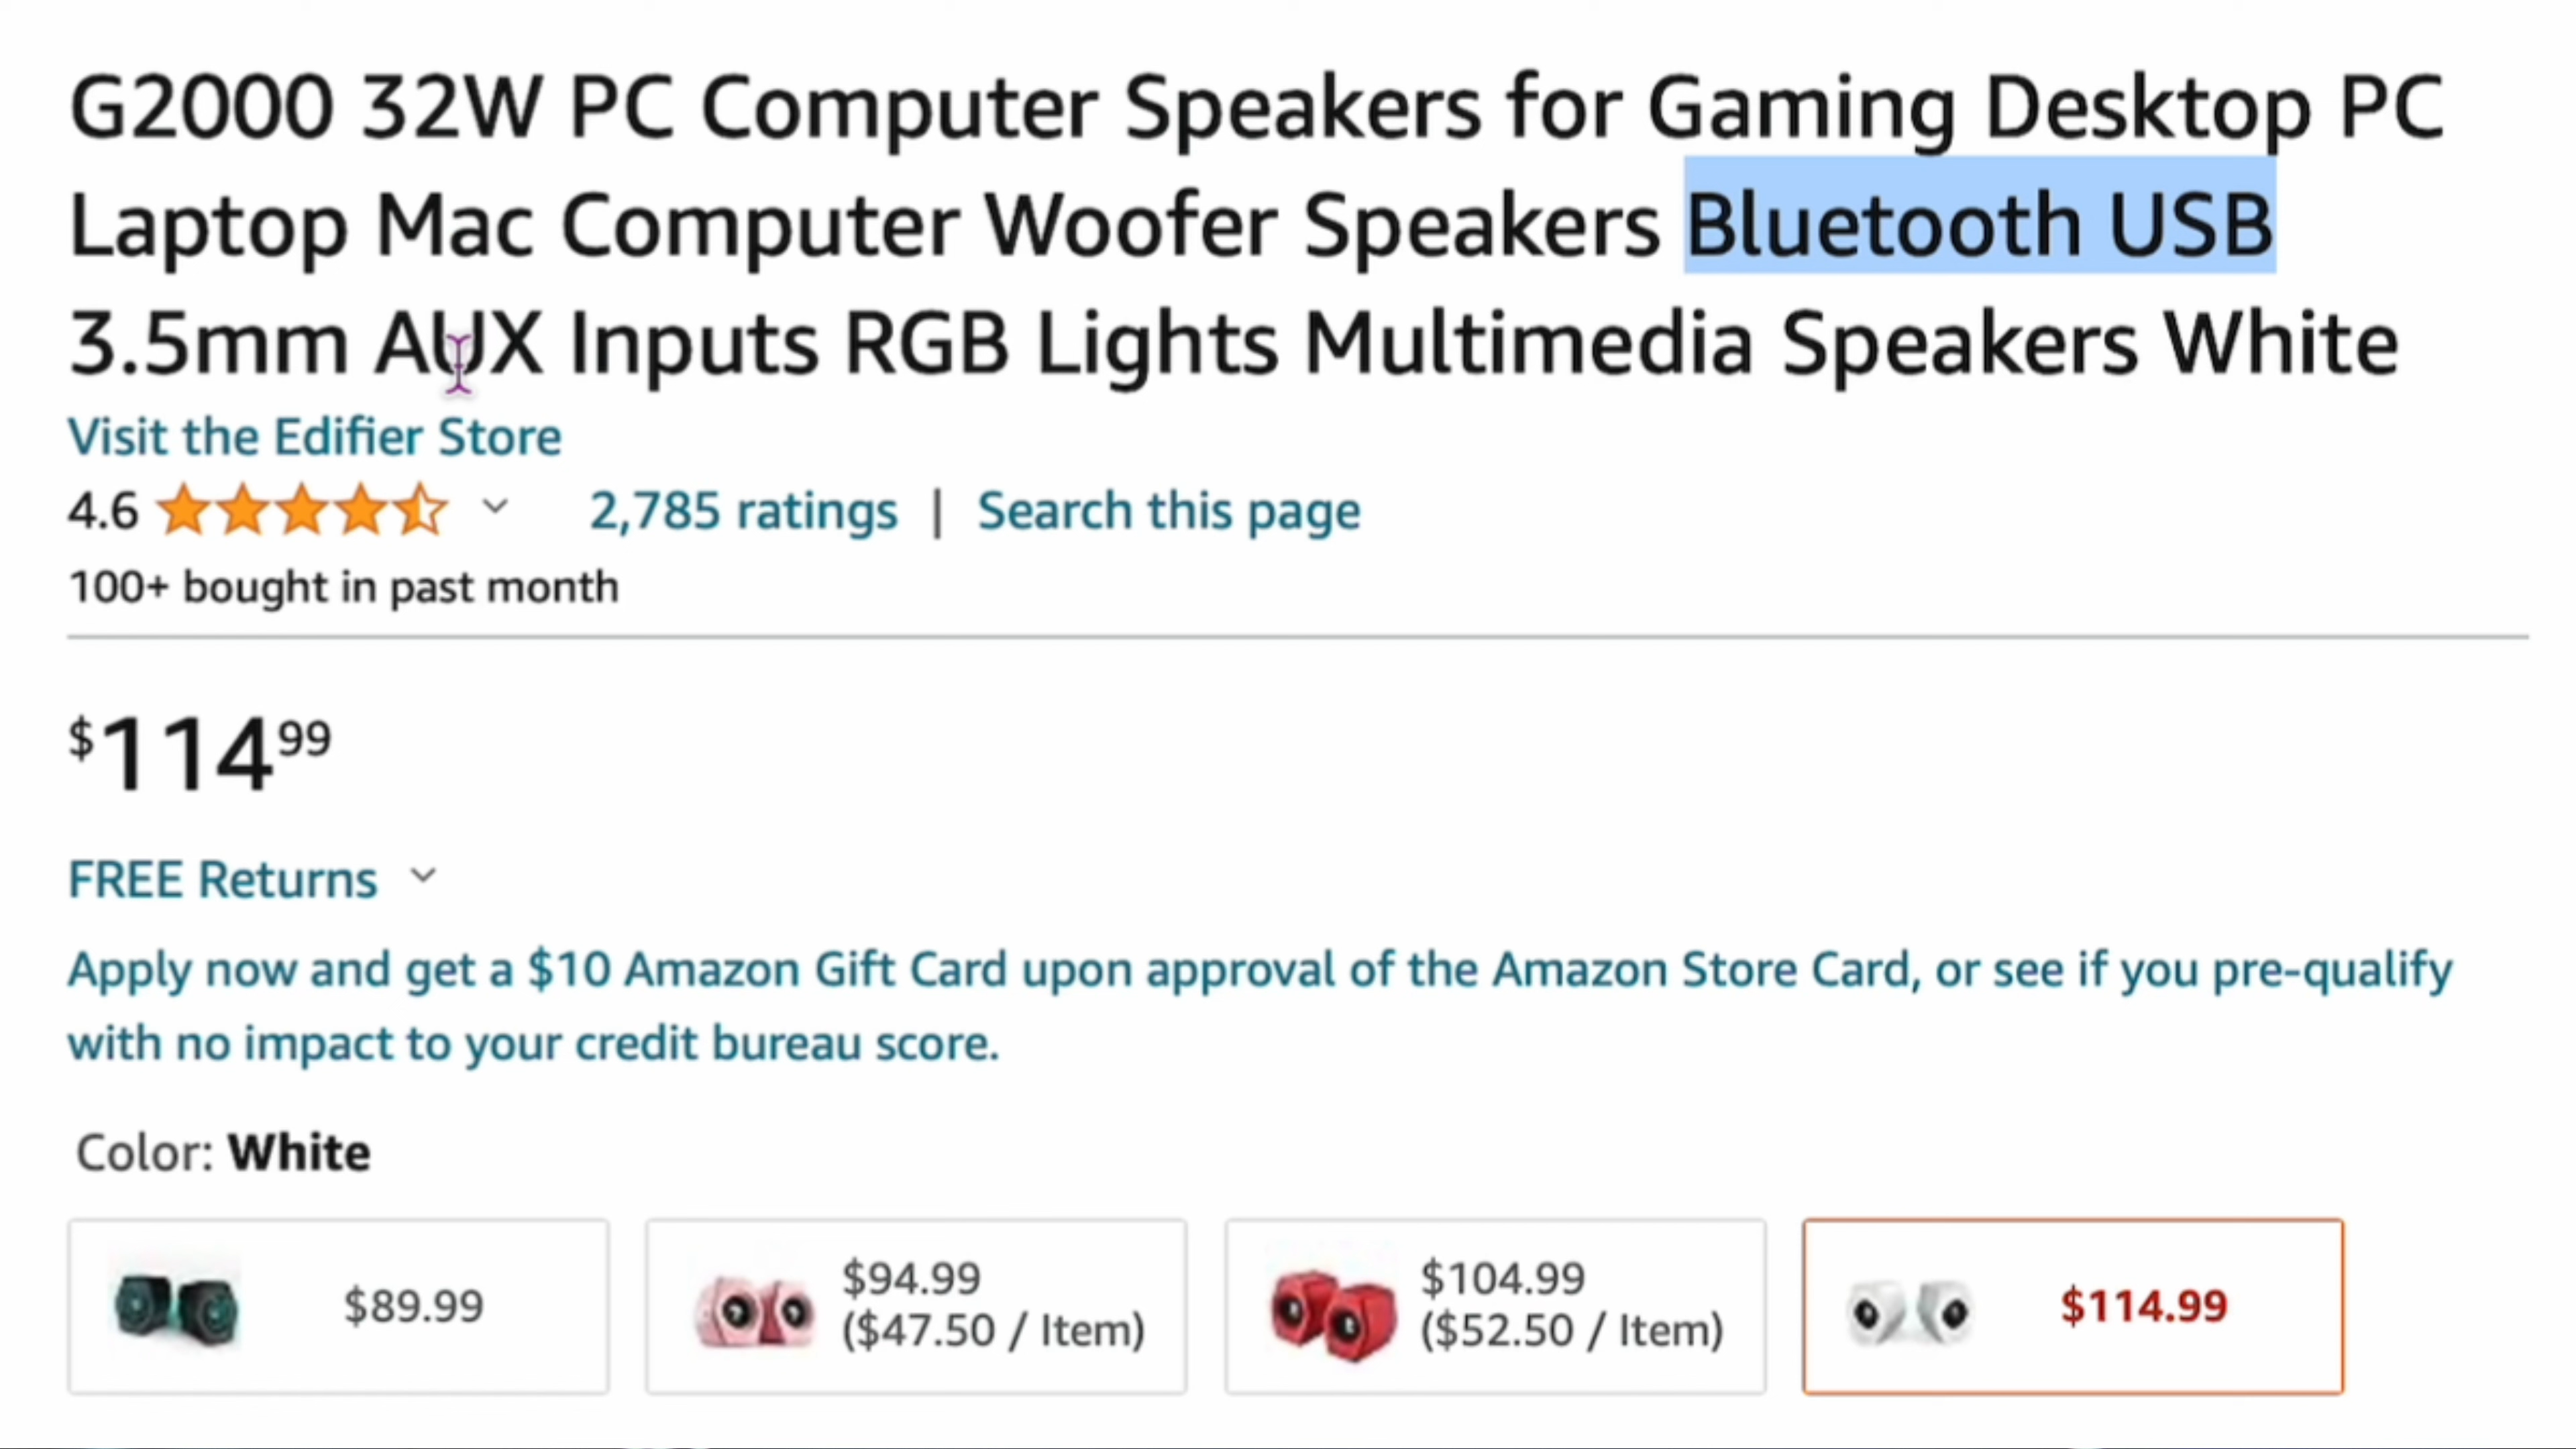 G2000 32W PC Computer Speakers for Gaming Desktop PC
Laptop Mac Computer Woofer Speakers Bluetooth USB
3.5mm AUX Inputs RGB Lights Multimedia Speakers White
Visit the Edifier Store
4.6 2,785 ratings | Search this page
100+ bought in past month
$114 99
FREE Returns
Apply now and get a $10 Amazon Gift Card upon approval of the Amazon Store Card, or see if you pre-qualify
with no impact to your credit bureau score.
Color: White
$89.99
$94.99
($47.50 / Item)
$104.99
($52.50 / Item)
$114.99